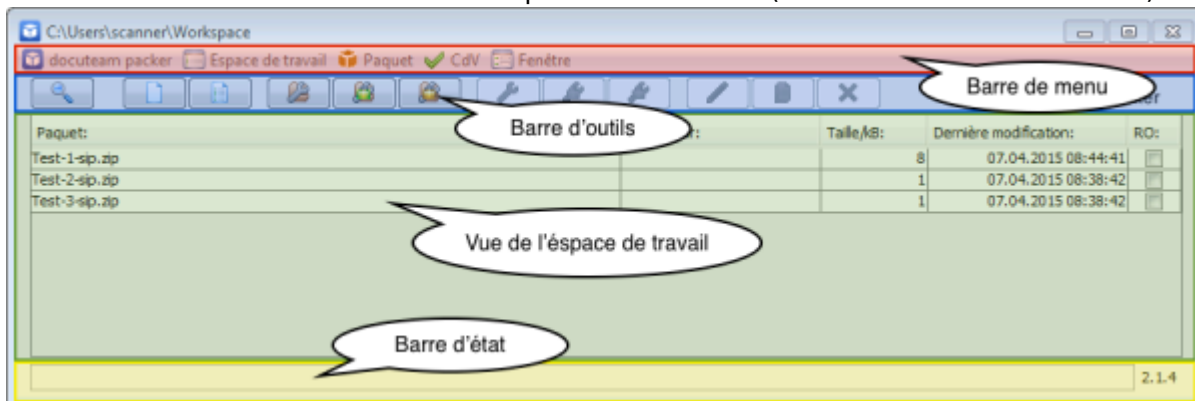 C:\Users\scanner\Workspace
docuteam packer Espace de travail Paquet CdV Fenêtre
Barre de menu
Barre d'outils
Paquet: Taille/kB: Dernière modification: RO:
Test-1-sip.zip 8 07.04.2015 08:44:41
Test-2-sip.zip 1 07.04.2015 08:38:42
Test-3-sip.zip 1 07.04.2015 08:38:42
Vue de l'éspace de travail
Barre d'état
2.1.4